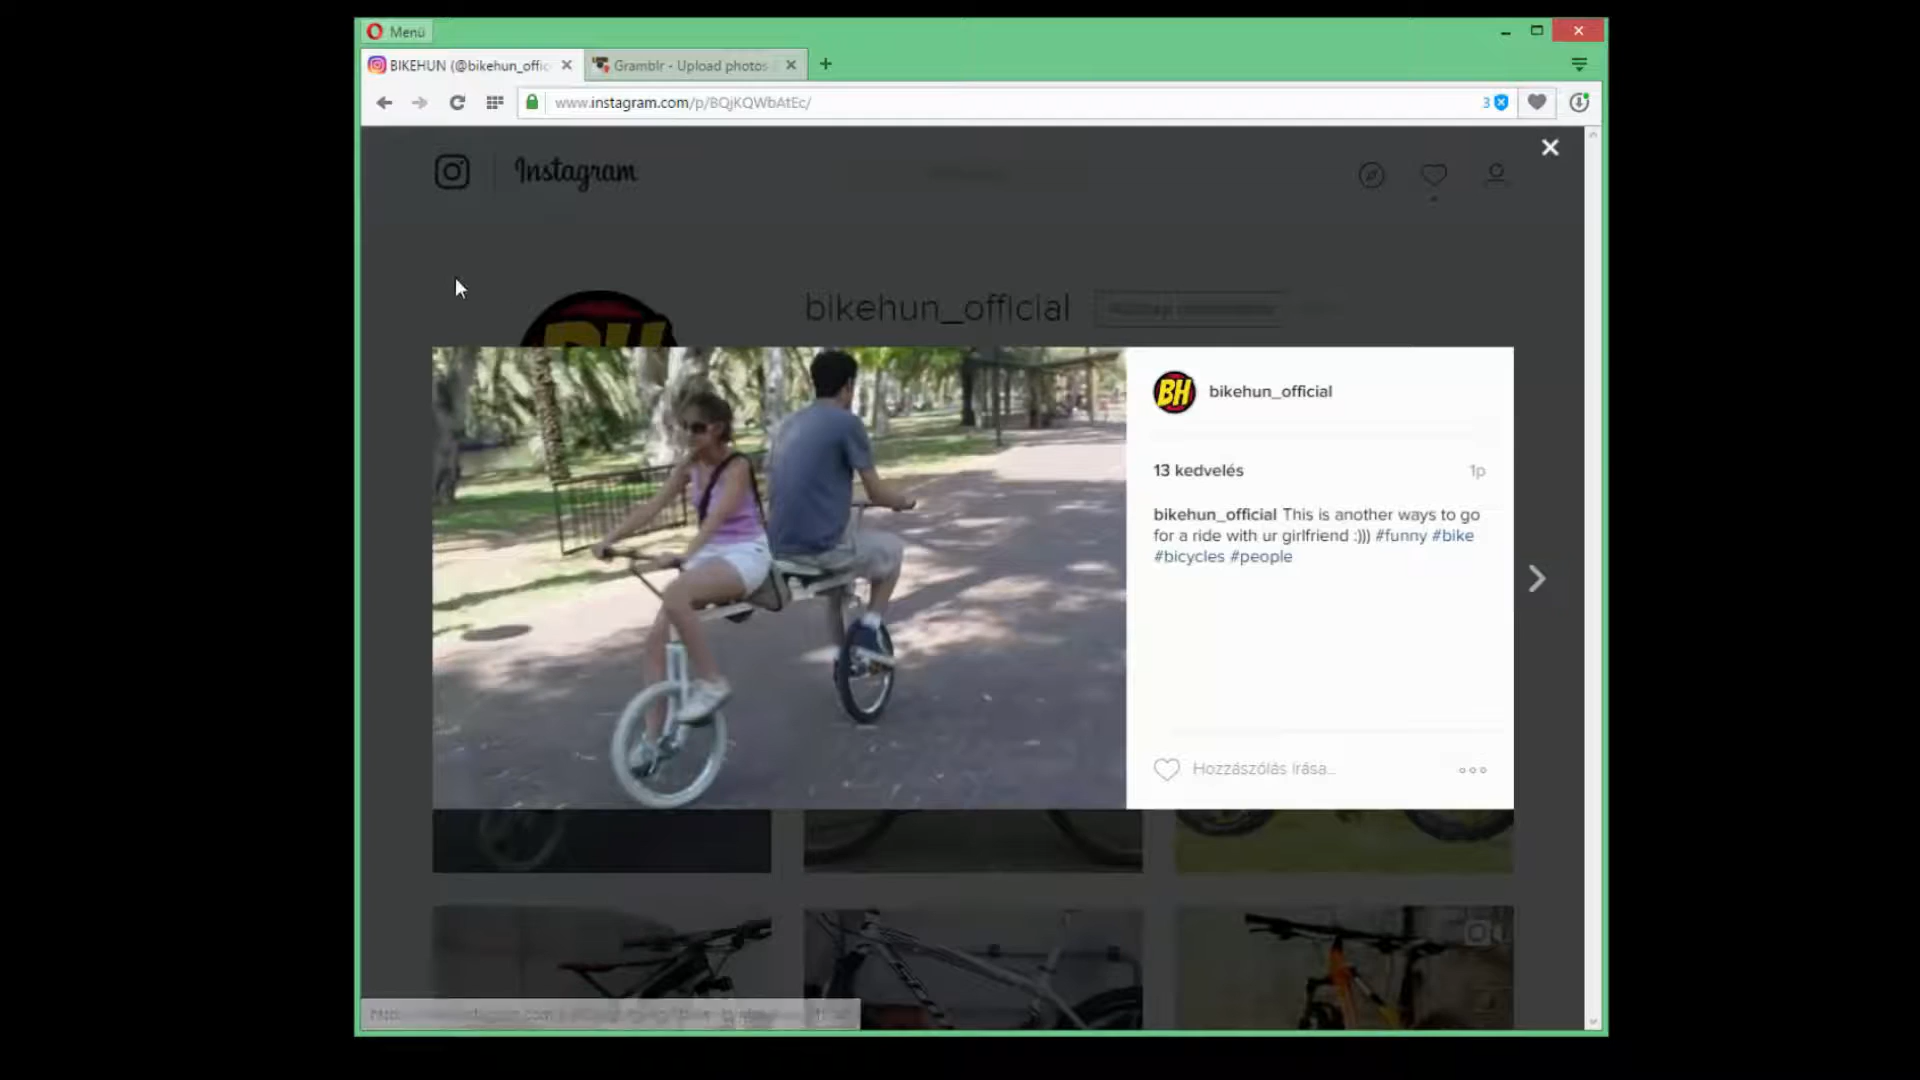 Menü
BIKEHUN (@bikehun_offic
Gramblr - Upload photos
www.instagram.com/p/BQjKQWbAtEc/
3
Instagram
bikehun_official
BH
bikehun_official
13 kedvelés
1p
bikehun_official This is another ways to go
for a ride with ur girlfriend :))) #funny #bike
#bicycles #people
Hozzászólás írása...